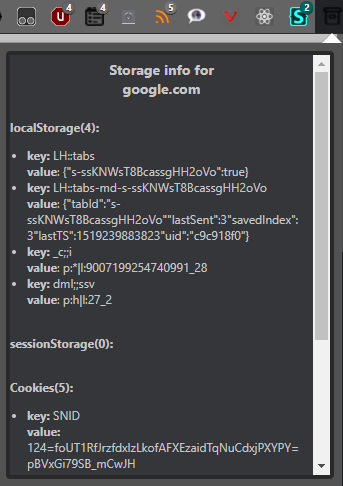 4
4
5
2
Storage info for
google.com
localStorage(4):
key: LH::tabs
value: {"s-ssKNWsT8BcassgHH2oVo":true}
key: LH::tabs-md-s-ssKNWsT8BcassgHH2oVo
value: {"tabId":"s-
ssKNWsT8BcassgHH2oVo""lastSent":3"savedIndex":
3"lastTS":1519239883823"uid":"c9c918f0"}
key: _c;;i
value: p:*|l:9007199254740991_28
key: dml;;ssv
value: p:h|l:27_2
sessionStorage(0):
Cookies(5):
key: SNID
value:
124=foUT1RfJrzfdxIzLkofAFXEzaidTqNuCdxjPXYPY=
pBVxGi79SB_mCwJH